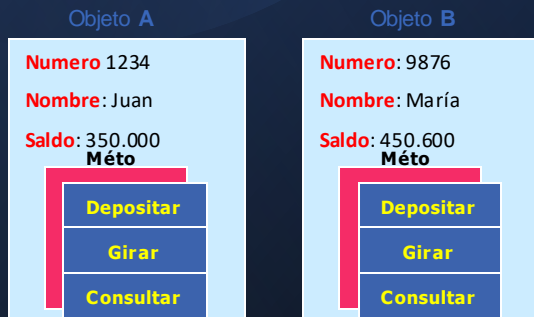 Objeto A
Numero 1234
Nombre: Juan
Saldo: 350.000
Méto
Depositar
Girar
Consultar
Objeto B
Numero: 9876
Nombre: María
Saldo: 450.600
Méto
Depositar
Girar
Consultar